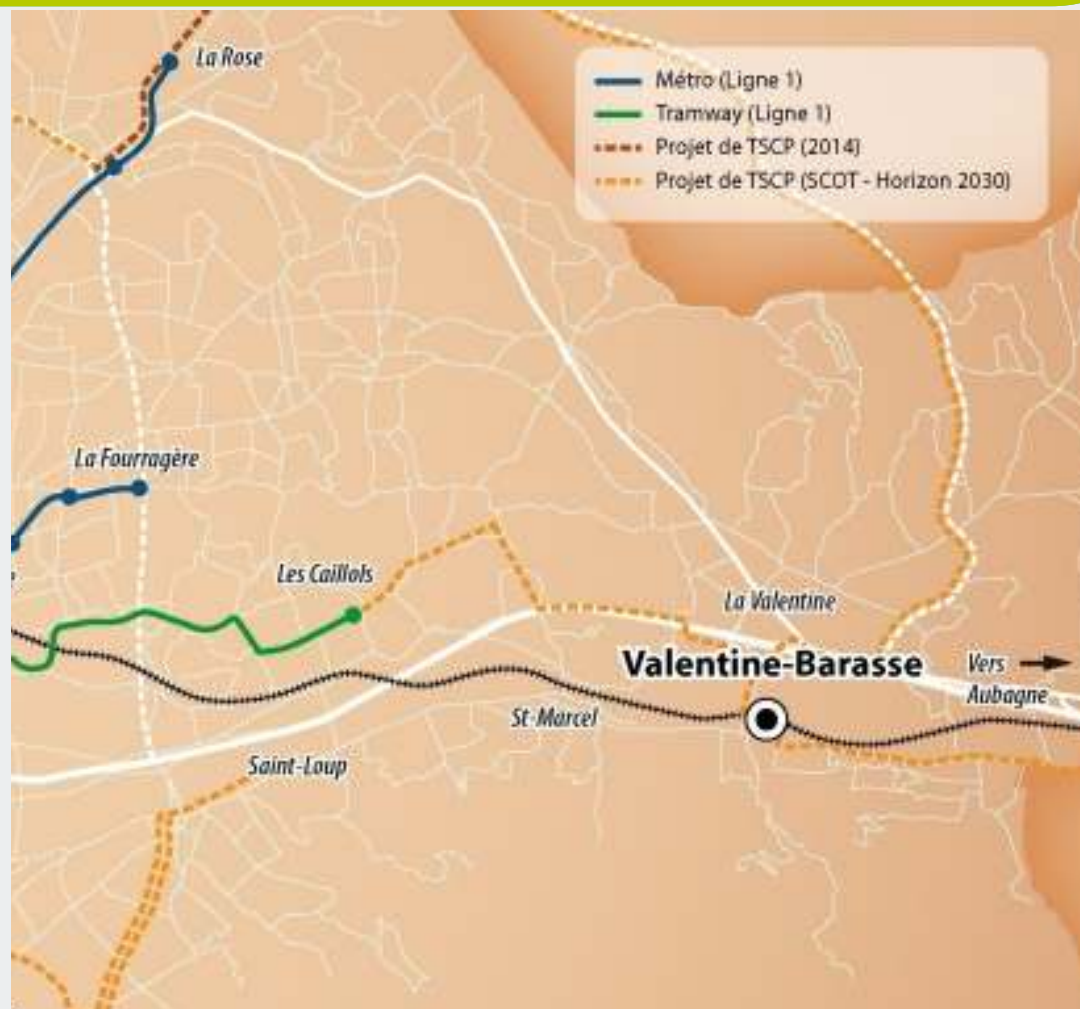 La Rose
Métro (Ligne 1)
Tramway (Ligne 1)
Projet de TSCP (2014)
Projet de TSCP (SCOT - Horizon 2030)
La Fourragère
Les Caillols
La Valentine
Valentine-Barasse
Vers
Aubagne
St-Marcel
Saint-Loup